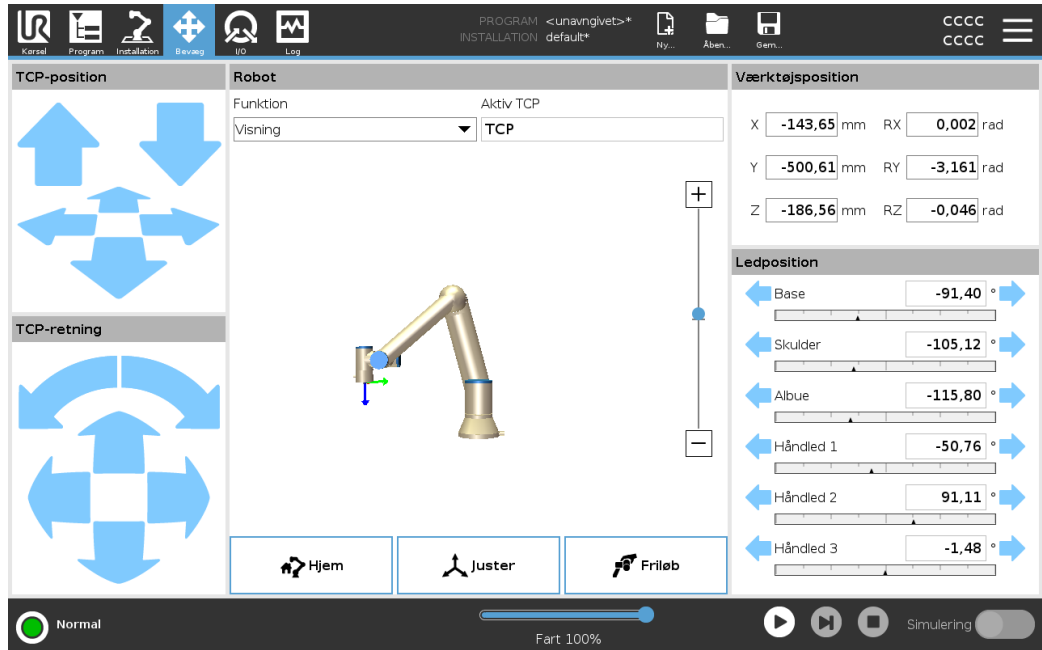 UR
Kørsel
Program
Installation
Bevæg
I/O
Log
PROGRAM <unavngivet>*
INSTALLATION default*
Ny...
Åben...
Gem...
CCCC
CCCC
TCP-position
Robot
Værktøjsposition
Funktion
Aktiv TCP
Visning
TCP
X -143,65 mm RX 0,002 rad
Y -500,61 mm RY -3,161 rad
Z -186,56 mm RZ -0,046 rad
TCP-retning
Ledposition
Base -91,40 °
Skulder -105,12 °
Albue -115,80 °
Håndled 1 -50,76 °
Håndled 2 91,11 °
Håndled 3 -1,48 °
Hjem
Juster
Friløb
Normal
Fart 100%
Simulering